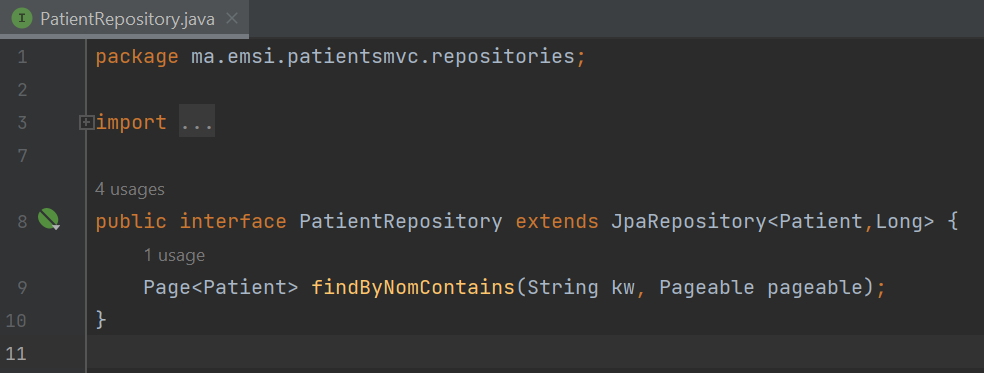 PatientRepository.java
1 package ma.emsi.patientsmvc.repositories;
2
3 import ...
7
4 usages
8 public interface PatientRepository extends JpaRepository<Patient,Long> {
1 usage
9 Page<Patient> findByNomContains(String kw, Pageable pageable);
10 }
11